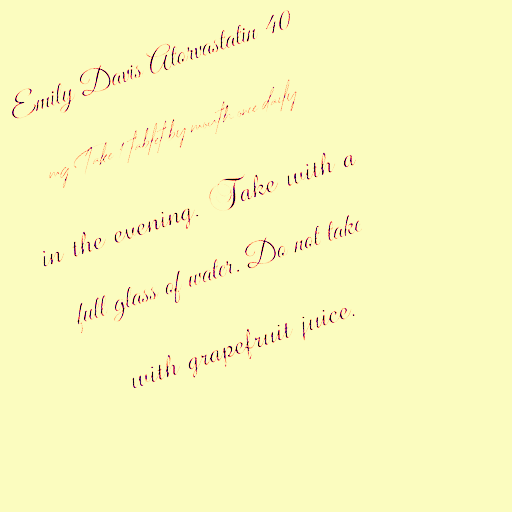 Emily Davis Atorvastatin 40
mg Take 1 tablet by mouth once daily
in the evening. Take with a
full glass of water. Do not take
with grapefruit juice.